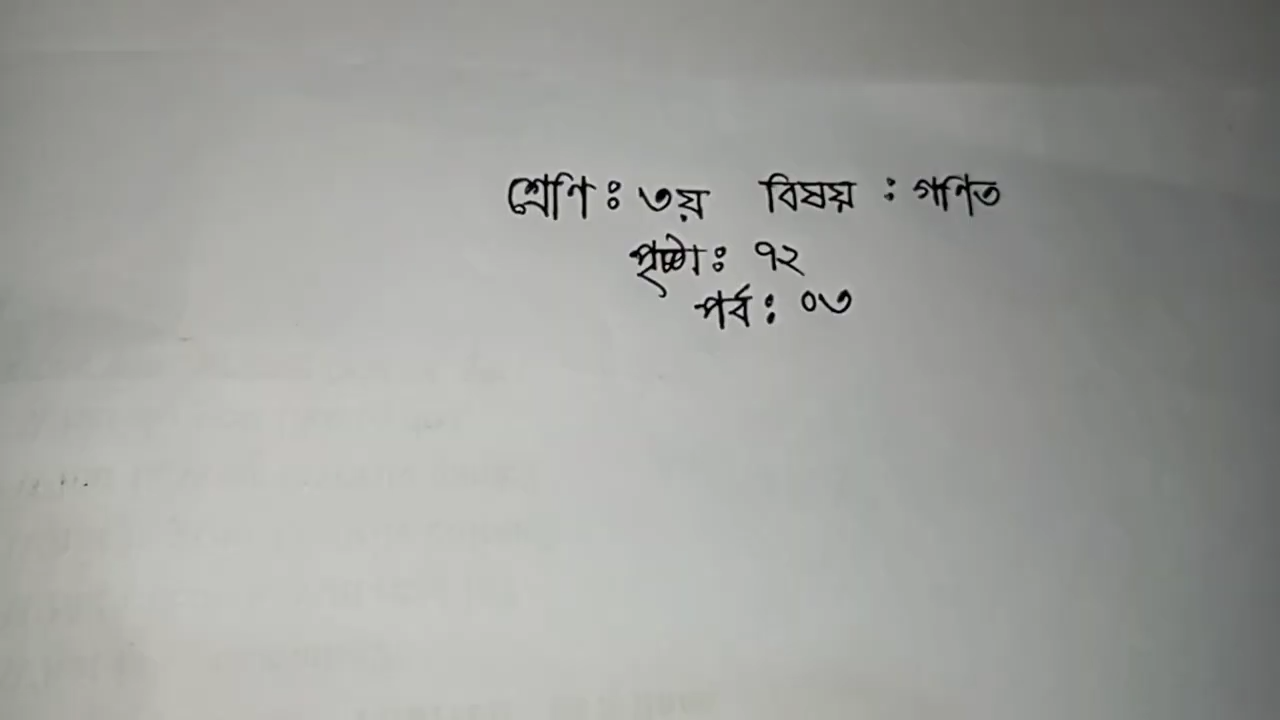 শ্রেণি ঃ ৩য় বিষয় : গণিত
পৃষ্ঠা ঃ ৭২
পর্ব : ০৩